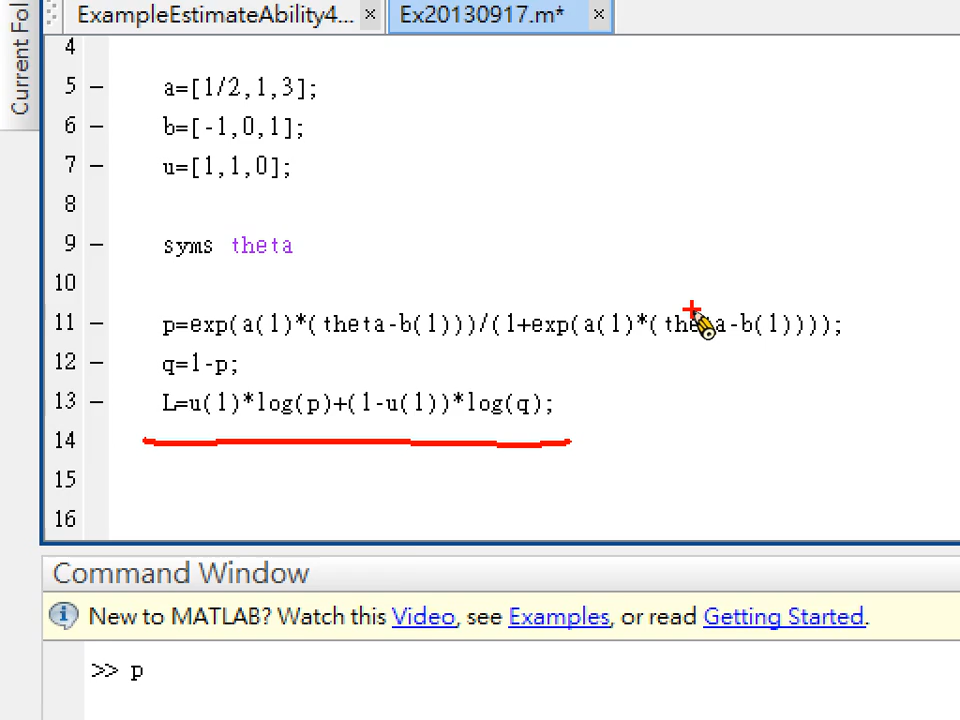 Current Fol
ExampleEstimateAbility4... ×
Ex20130917.m* ×
4
5 – a=[1/2,1,3];
6 – b=[-1,0,1];
7 – u=[1,1,0];
8
9 – syms theta
10
11 – p=exp(a(1)*(theta-b(1)))/(1+exp(a(1)*(theta-b(1))));
12 – q=1-p;
13 – L=u(1)*log(p)+(1-u(1))*log(q);
14
15
16
Command Window
New to MATLAB? Watch this Video, see Examples, or read Getting Started.
>> p